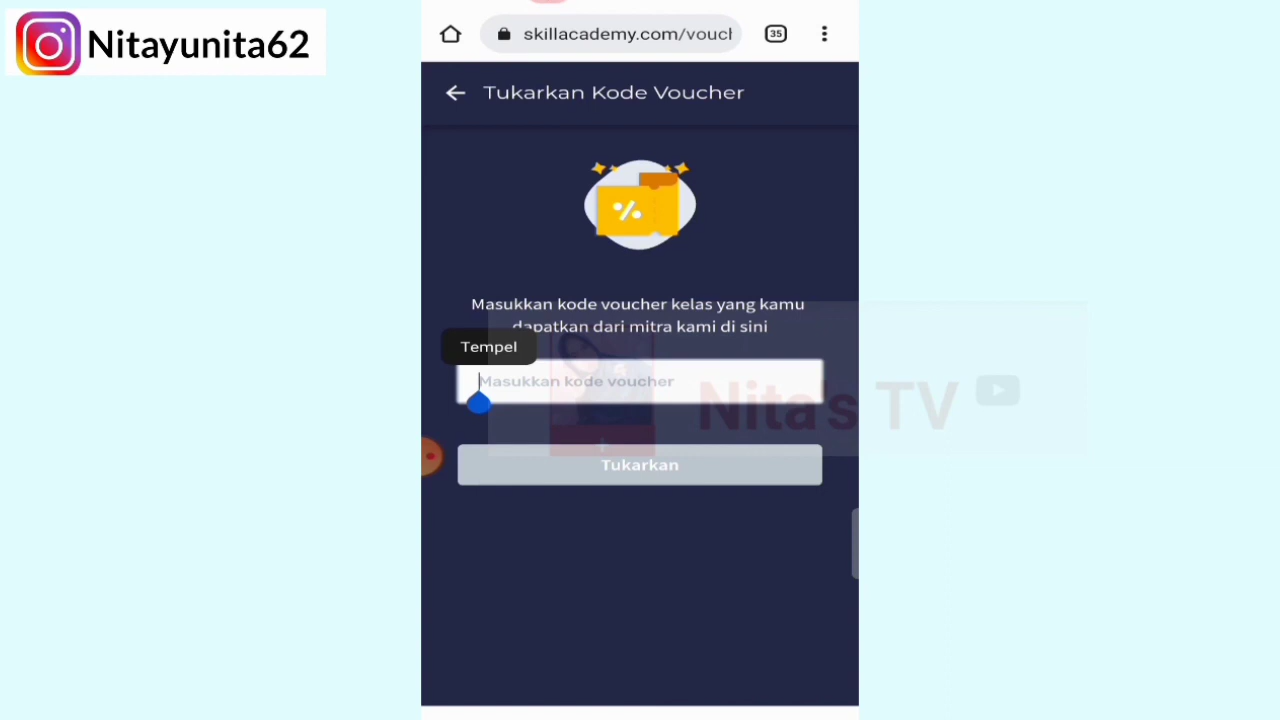 Nitayunita62
skillacademy.com/vouch
35
Tukarkan Kode Voucher
%
Masukkan kode voucher kelas yang kamu
dapatkan dari mitra kami di sini
Tempel
Masukkan kode voucher
Nita's TV
Tukarkan